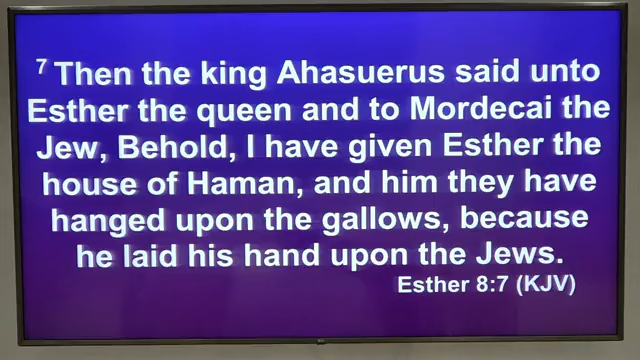 7 Then the king Ahasuerus said unto
Esther the queen and to Mordecai the
Jew, Behold, I have given Esther the
house of Haman, and him they have
hanged upon the gallows, because
he laid his hand upon the Jews.
Esther 8:7 (KJV)